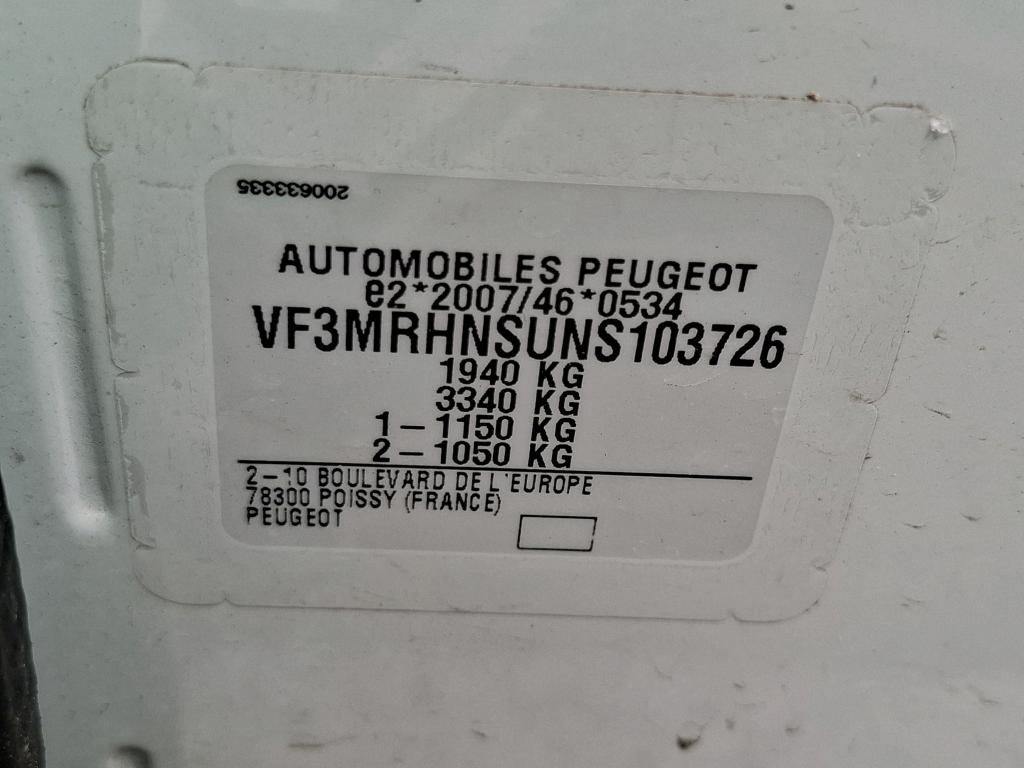 200633335
AUTOMOBILES PEUGEOT
e2*2007/46*0534
VF3MRHNSUNS103726
1940 KG
3340 KG
1-1150 KG
2-1050 KG
2-10 BOULEVARD DE L'EUROPE
78300 POISSY (FRANCE)
PEUGEOT